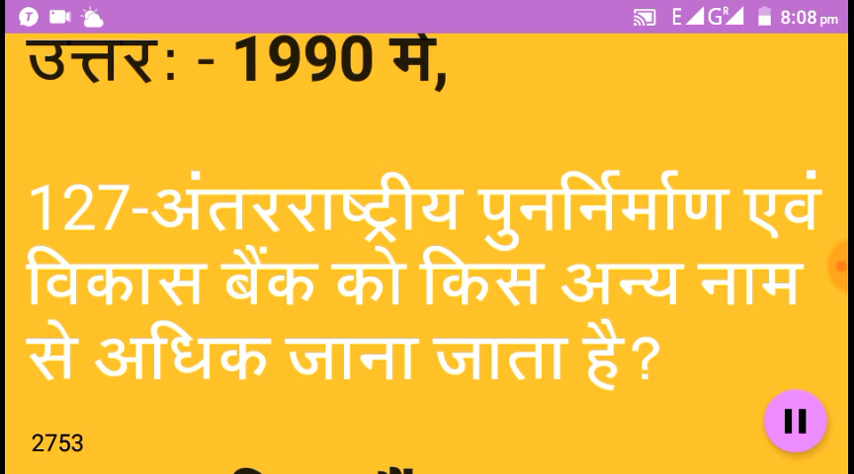 8:08 pm
उत्तर: - 1990 में,
127-अंतरराष्ट्रीय पुनर्निर्माण एवं
विकास बैंक को किस अन्य नाम
से अधिक जाना जाता है?
2753